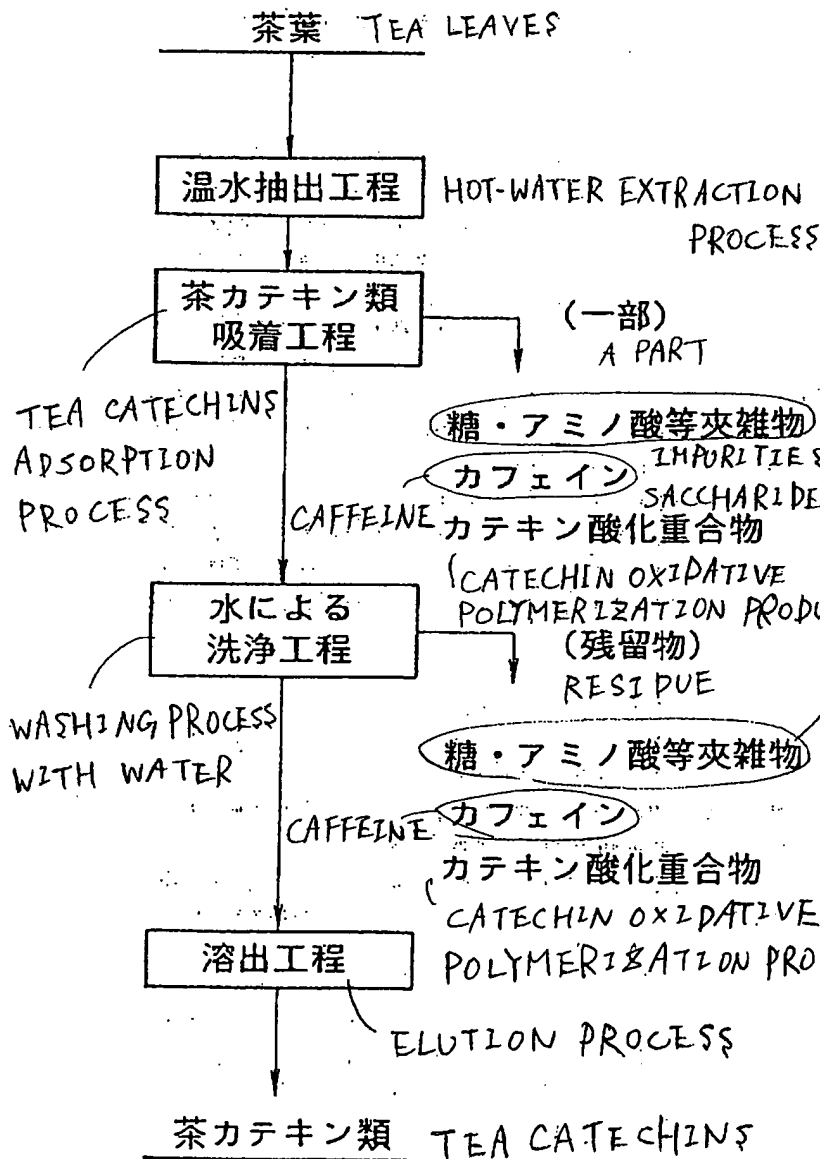 茶葉 TEA LEAVES
温水抽出工程 HOT-WATER EXTRACTION
PROCESS
茶カテキン類
吸着工程
(一部)
A PART
TEA CATECHINS
ADSORPTION
PROCESS
糖・アミノ酸等夾雑物
IMPURITIES
SACCHARIDE
カフェイン
CAFFEINE
カテキン酸化重合物
CATECHIN OXIDATIVE
POLYMERIZATION PRODU
水による
洗浄工程
(残留物)
RESIDUE
WASHING PROCESS
WITH WATER
糖・アミノ酸等夾雑物
カフェイン
CAFFEINE
カテキン酸化重合物
CATECHIN OXIDATIVE
POLYMERIZATION PRO
溶出工程
ELUTION PROCESS
茶カテキン類 TEA CATECHINS